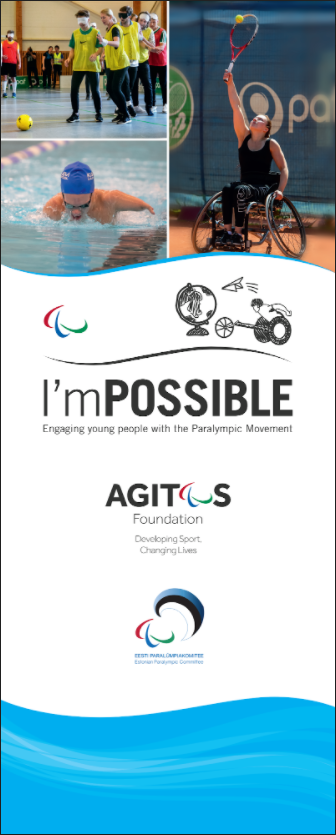 pa
I'mPOSSIBLE
Engaging young people with the Paralympic Movement
AGITOS
Foundation
Developing Sport,
Changing Lives
EESTI PARALÜMPIAKOMITEE
Estonian Paralympic Committee